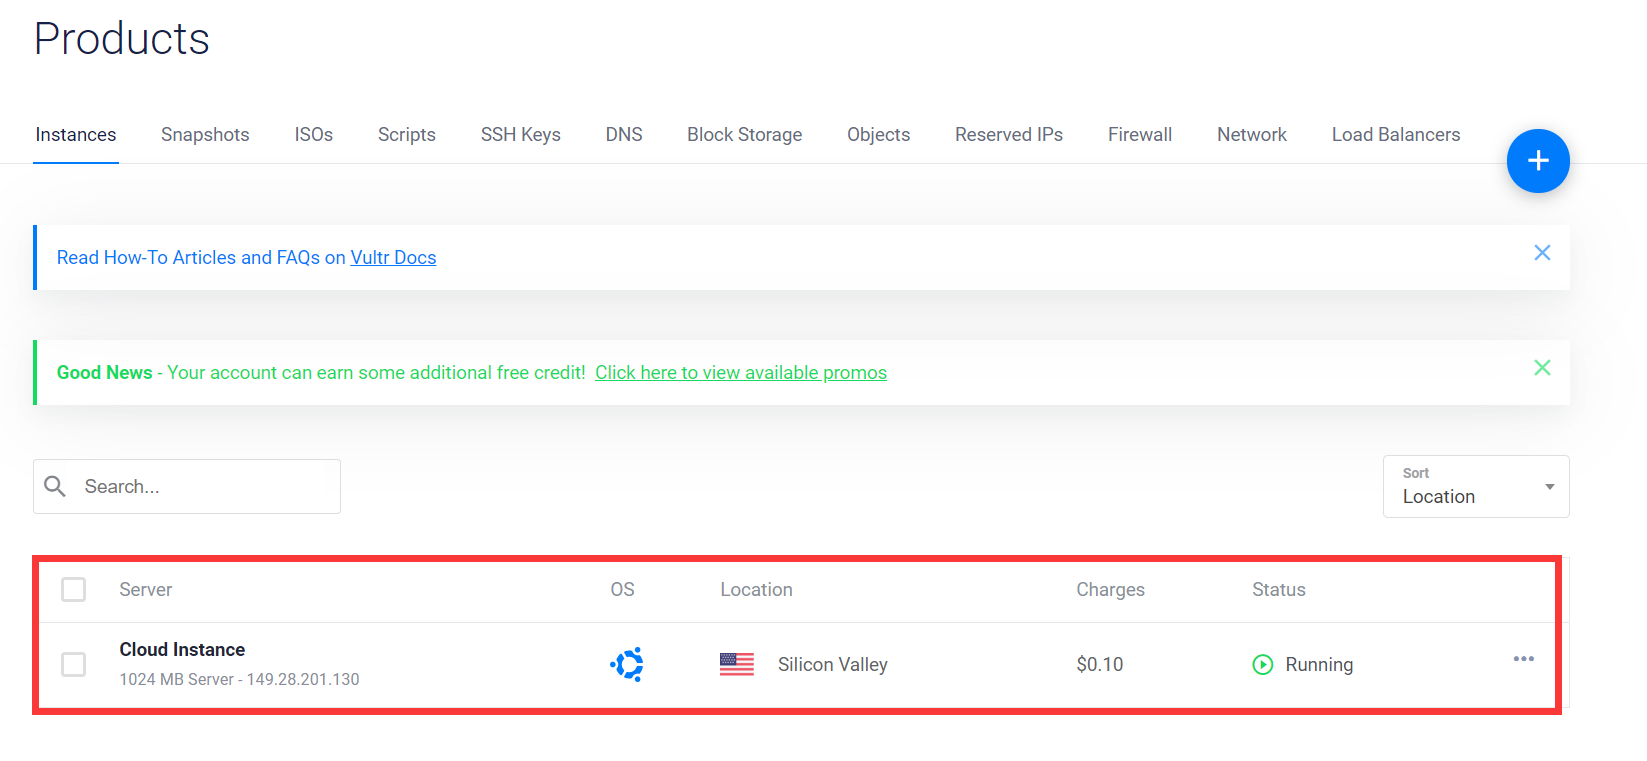 Products
Instances Snapshots ISOs Scripts SSH Keys DNS Block Storage Objects Reserved IPs Firewall Network Load Balancers
Read How-To Articles and FAQs on Vultr Docs
Good News - Your account can earn some additional free credit! Click here to view available promos
Search...
Sort
Location
Server OS Location Charges Status
Cloud Instance
1024 MB Server - 149.28.201.130
Silicon Valley $0.10 Running